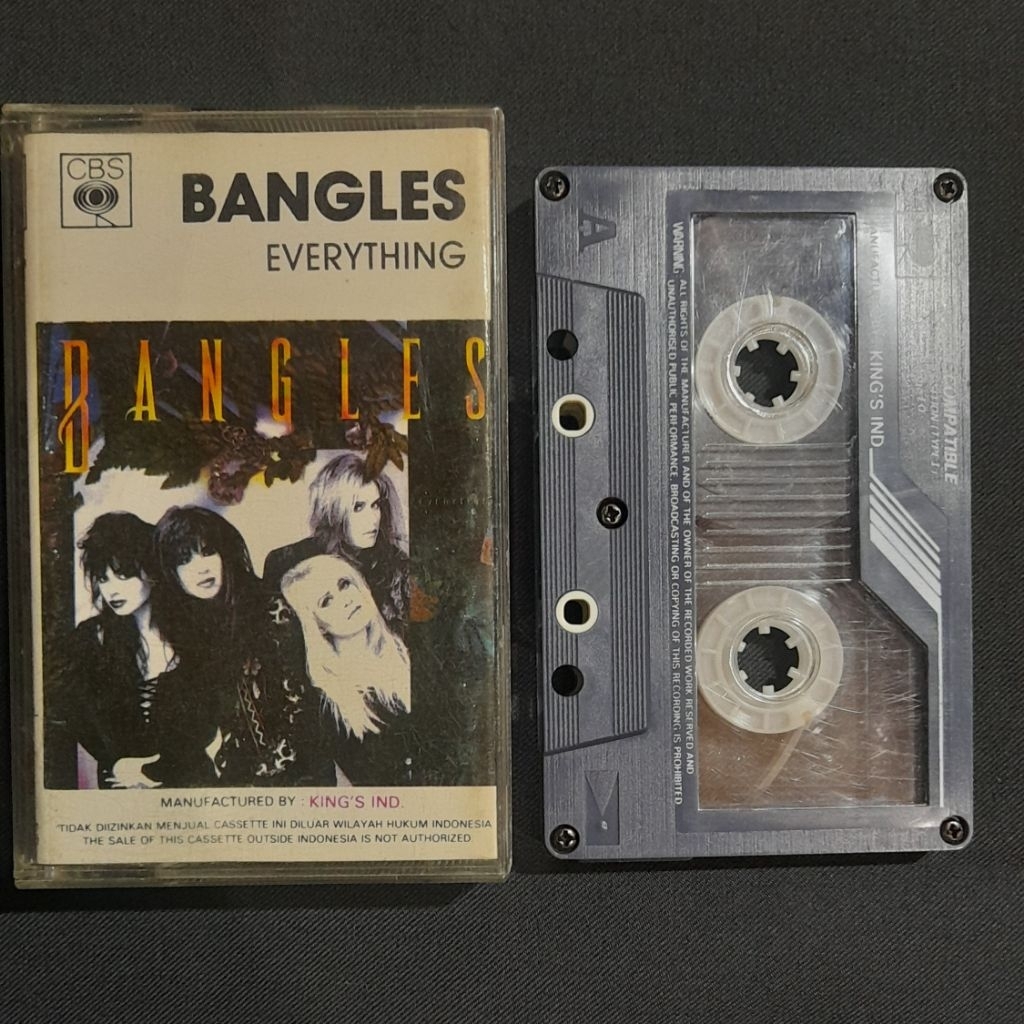 CBS
BANGLES
EVERYTHING
BANGLES
MANUFACTURED BY : KING'S IND.
"TIDAK DIIZINKAN MENJUAL CASSETTE INI DILUAR WILAYAH HUKUM INDONESIA
THE SALE OF THIS CASSETTE OUTSIDE INDONESIA IS NOT AUTHORIZED
A
WARNING: ALL RIGHTS OF THE MANUFACTURER AND OF THE OWNER OF THE RECORDED WORK RESERVED AND
UNAUTHORISED PUBLIC PERFORMANCE, BROADCASTING OR COPYING OF THIS RECORDING IS PROHIBITED
KING'S IND